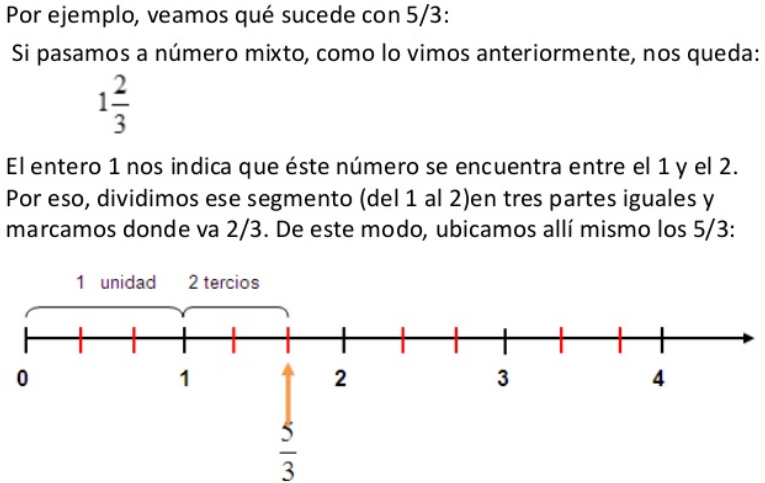 Por ejemplo, veamos qué sucede con 5/3:
Si pasamos a número mixto, como lo vimos anteriormente, nos queda:
1 2/3
El entero 1 nos indica que éste número se encuentra entre el 1 y el 2.
Por eso, dividimos ese segmento (del 1 al 2)en tres partes iguales y
marcamos donde va 2/3. De este modo, ubicamos allí mismo los 5/3:
1 unidad 2 tercios
0 1 2 3 4
5/3